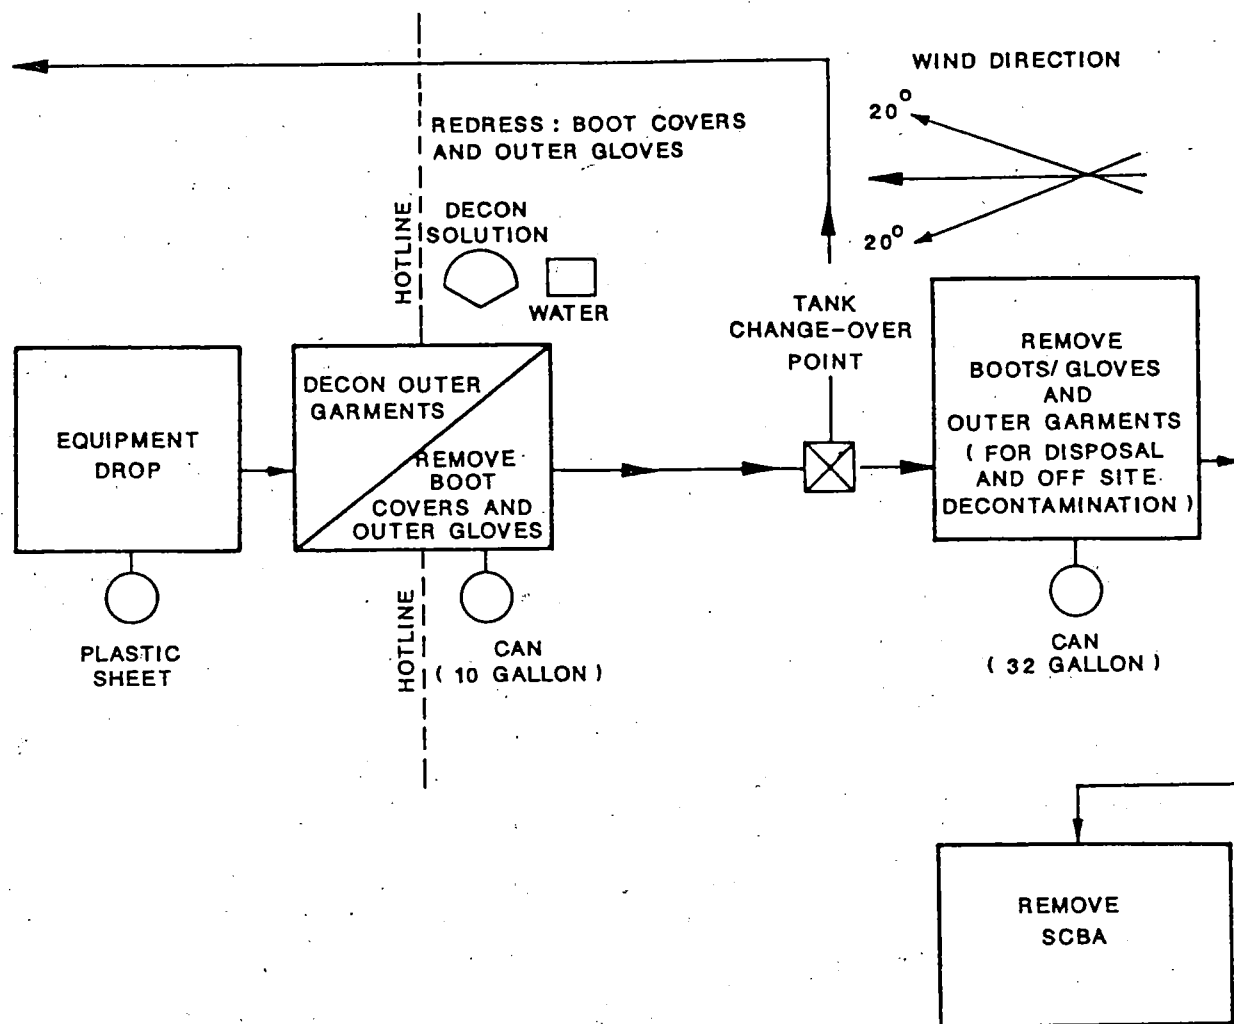 WIND DIRECTION
20°
20°
REDRESS : BOOT COVERS
AND OUTER GLOVES
HOTLINE
DECON
SOLUTION
WATER
TANK
CHANGE-OVER
POINT
EQUIPMENT
DROP
DECON OUTER
GARMENTS
REMOVE
BOOT
COVERS AND
OUTER GLOVES
REMOVE
BOOTS/ GLOVES
AND
OUTER GARMENTS
( FOR DISPOSAL
AND OFF SITE
DECONTAMINATION )
PLASTIC
SHEET
HOTLINE
CAN
( 10 GALLON )
CAN
( 32 GALLON )
REMOVE
SCBA